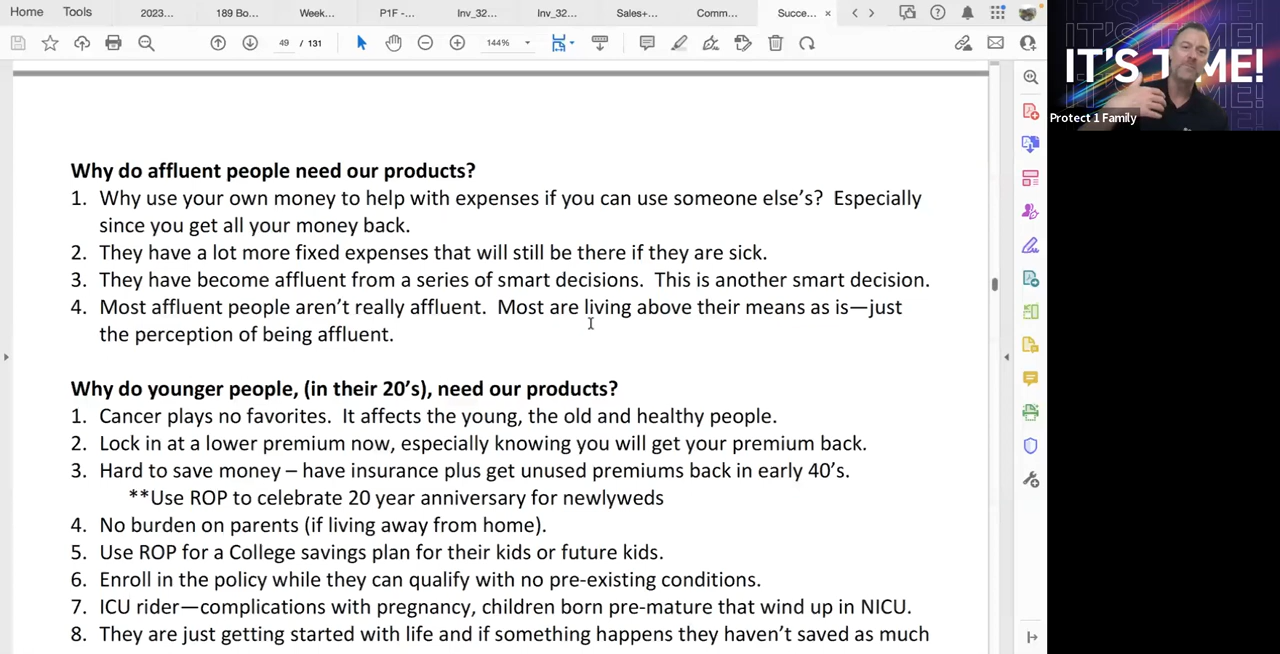 Home Tools 2023... 189 Bo... Week... P1F -... Inv_32... Inv_32... Sales+... Comm... Succe... ×
49 / 131 144%
IT'S TIME!
Protect 1 Family
Why do affluent people need our products?
1. Why use your own money to help with expenses if you can use someone else's? Especially
since you get all your money back.
2. They have a lot more fixed expenses that will still be there if they are sick.
3. They have become affluent from a series of smart decisions. This is another smart decision.
4. Most affluent people aren't really affluent. Most are living above their means as is—just
the perception of being affluent.
Why do younger people, (in their 20's), need our products?
1. Cancer plays no favorites. It affects the young, the old and healthy people.
2. Lock in at a lower premium now, especially knowing you will get your premium back.
3. Hard to save money – have insurance plus get unused premiums back in early 40's.
**Use ROP to celebrate 20 year anniversary for newlyweds
4. No burden on parents (if living away from home).
5. Use ROP for a College savings plan for their kids or future kids.
6. Enroll in the policy while they can qualify with no pre-existing conditions.
7. ICU rider—complications with pregnancy, children born pre-mature that wind up in NICU.
8. They are just getting started with life and if something happens they haven't saved as much